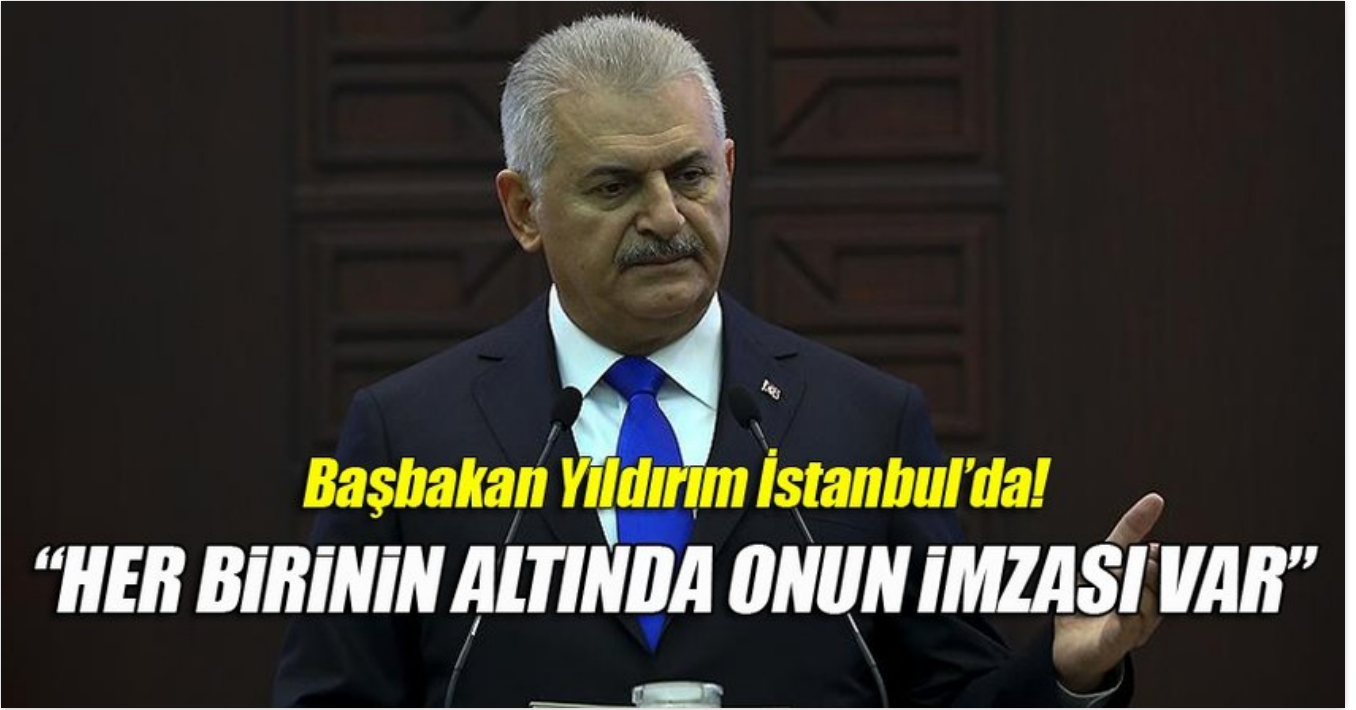 Başbakan Yıldırım İstanbul’da!
“HER BİRİNİN ALTINDA ONUN İMZASI VAR”